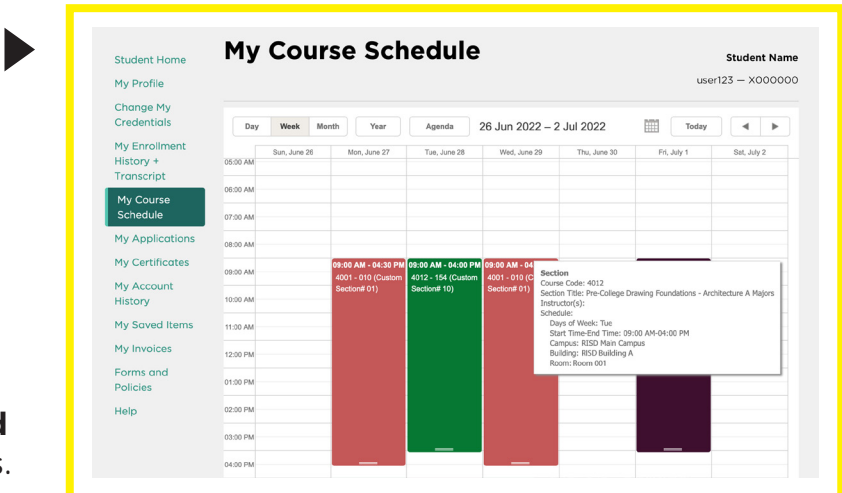 My Course Schedule
Student Name
user123 — X000000
Student Home
My Profile
Change My
Credentials
My Enrollment
History +
Transcript
My Course
Schedule
My Applications
My Certificates
My Account
History
My Saved Items
My Invoices
Forms and
Policies
Help
Day Week Month Year Agenda 26 Jun 2022 – 2 Jul 2022 Today
Sun, June 26 Mon, June 27 Tue, June 28 Wed, June 29 Thu, June 30 Fri, July 1 Sat, July 2
05:00 AM
06:00 AM
07:00 AM
08:00 AM
09:00 AM
10:00 AM
11:00 AM
12:00 PM
01:00 PM
02:00 PM
03:00 PM
04:00 PM
09:00 AM - 04:30 PM
4001 - 010 (Custom
Section# 01)
09:00 AM - 04:00 PM
4012 - 154 (Custom
Section# 10)
09:00 AM - 04
4001 - 010 (C
Section# 01)
Section
Course Code: 4012
Section Title: Pre-College Drawing Foundations - Architecture A Majors
Instructor(s):
Schedule:
Days of Week: Tue
Start Time-End Time: 09:00 AM-04:00 PM
Campus: RISD Main Campus
Building: RISD Building A
Room: Room 001
s.